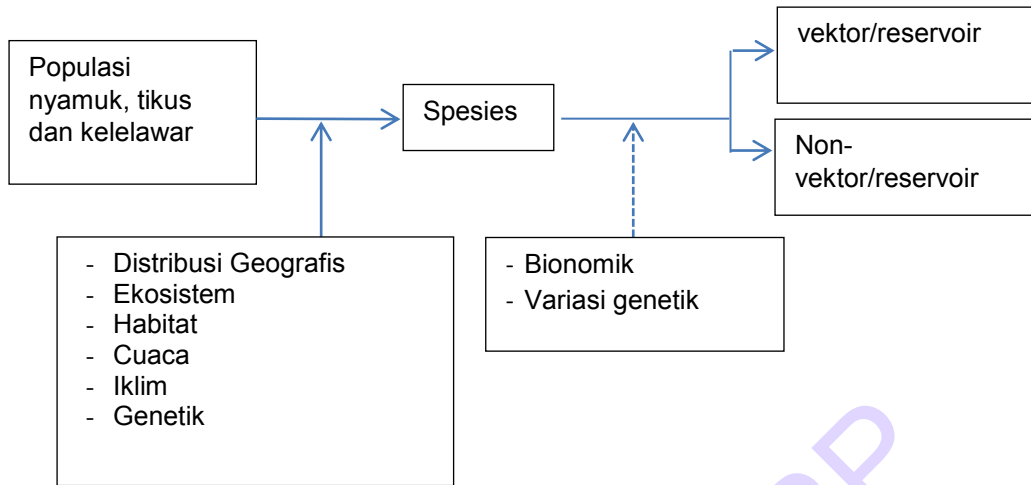 Populasi
nyamuk, tikus
dan kelelawar
Spesies
vektor/reservoir
Non-
vektor/reservoir
- Distribusi Geografis
- Ekosistem
- Habitat
- Cuaca
- Iklim
- Genetik
- Bionomik
- Variasi genetik